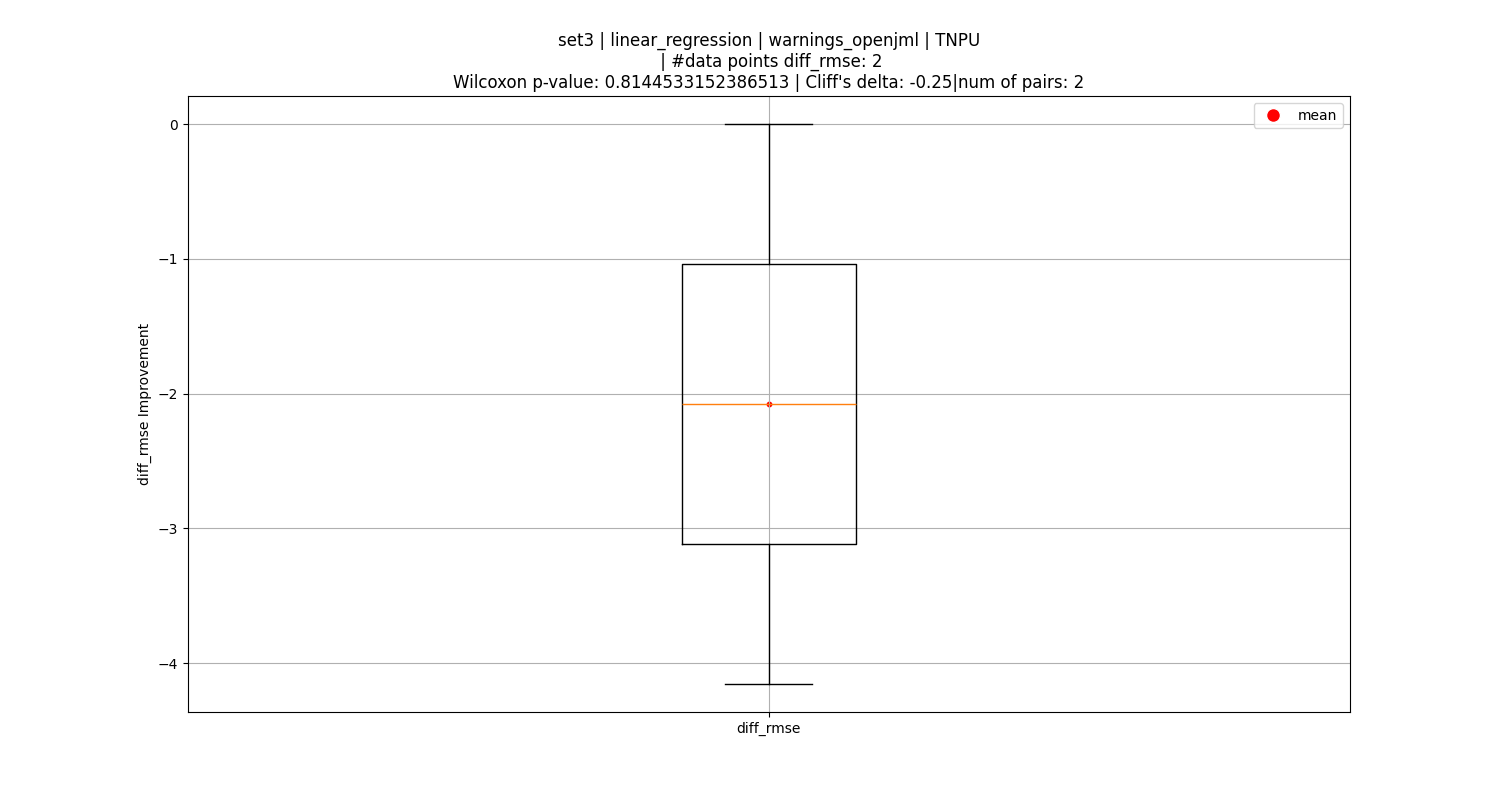 set3 | linear_regression | warnings_openjml | TNPU
| #data points diff_rmse: 2
Wilcoxon p-value: 0.8144533152386513 | Cliff's delta: -0.25|num of pairs: 2
mean
0
−1
−2
−3
−4
diff_rmse Improvement
diff_rmse